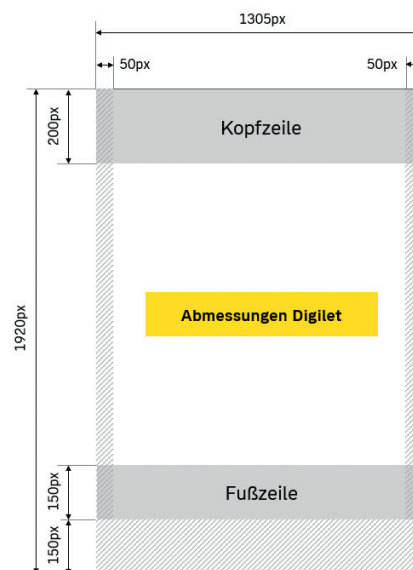 1305px
50px
50px
200px
Kopfzeile
1920px
Abmessungen Digilet
150px
Fußzeile
150px